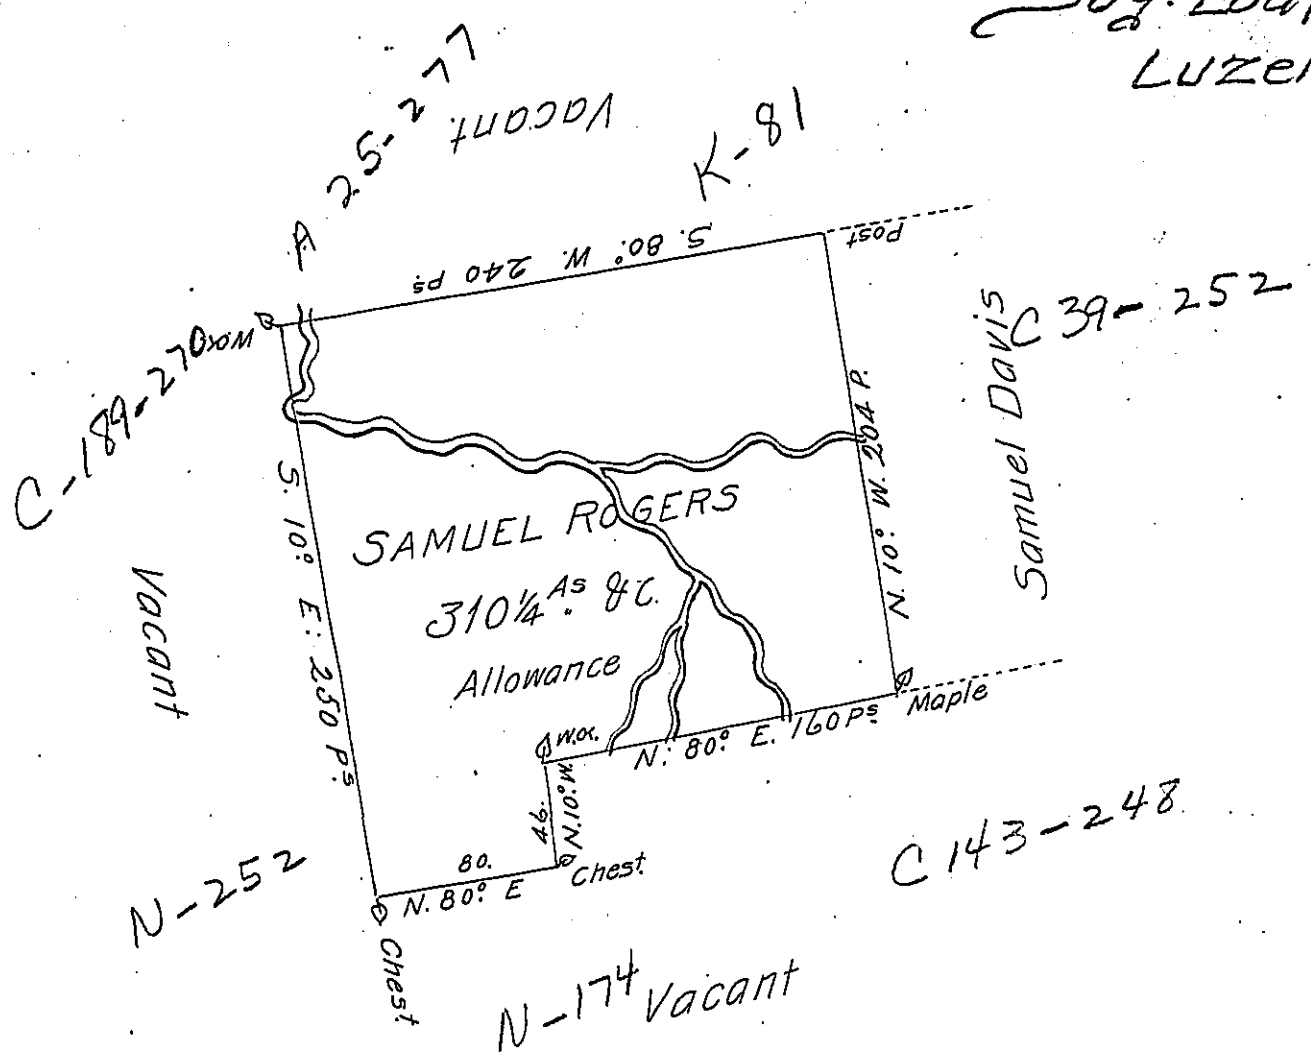 Luzer
A 25-277
Vacant
K-81
S. 80° W. 240 ps
Post
W.ox
C-189-270
C 39-252
Samuel Davis
N. 10° W. 204 P.
S. 10° E: 250 Ps
SAMUEL ROGERS
310¼ As &c.
Allowance
Vacant
W.ox.
N: 80° E. 160 Ps
Maple
46.
N. 10° W.
80.
N. 80° E
Chest.
Chest
N-252
C 143-248
N-174 Vacant